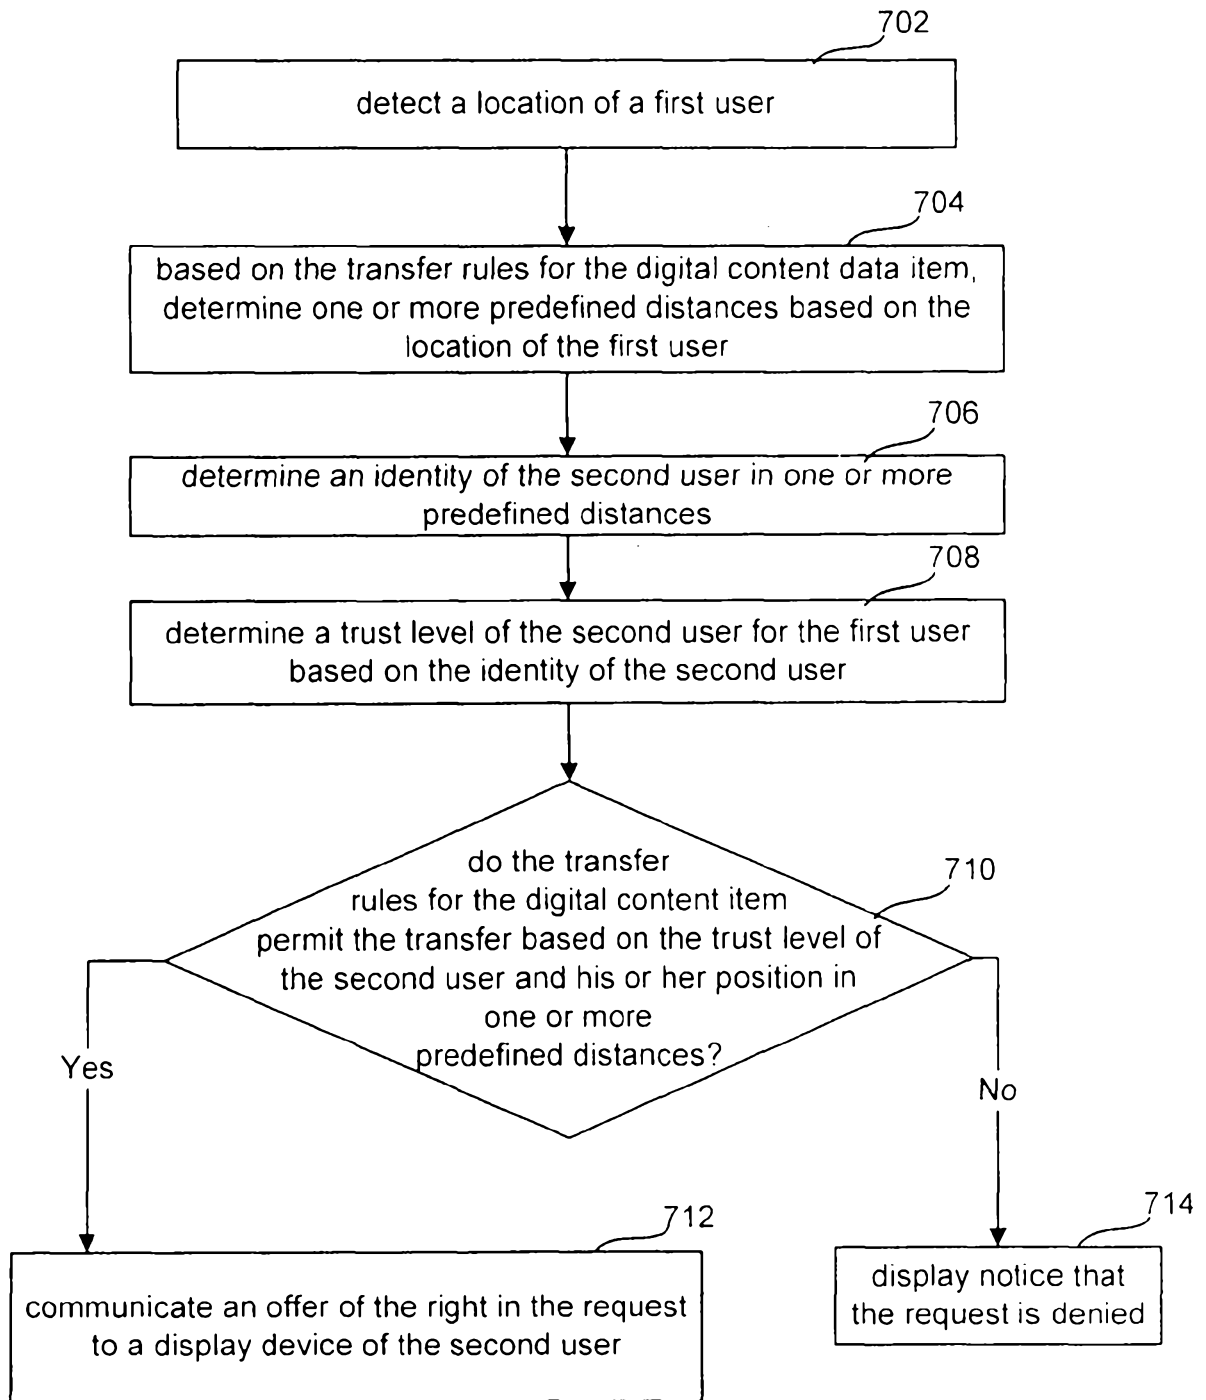 702
detect a location of a first user
704
based on the transfer rules for the digital content data item,
determine one or more predefined distances based on the
location of the first user
706
determine an identity of the second user in one or more
predefined distances
708
determine a trust level of the second user for the first user
based on the identity of the second user
710
do the transfer
rules for the digital content item
permit the transfer based on the trust level of
the second user and his or her position in
one or more
predefined distances?
Yes
No
712
communicate an offer of the right in the request
to a display device of the second user
714
display notice that
the request is denied